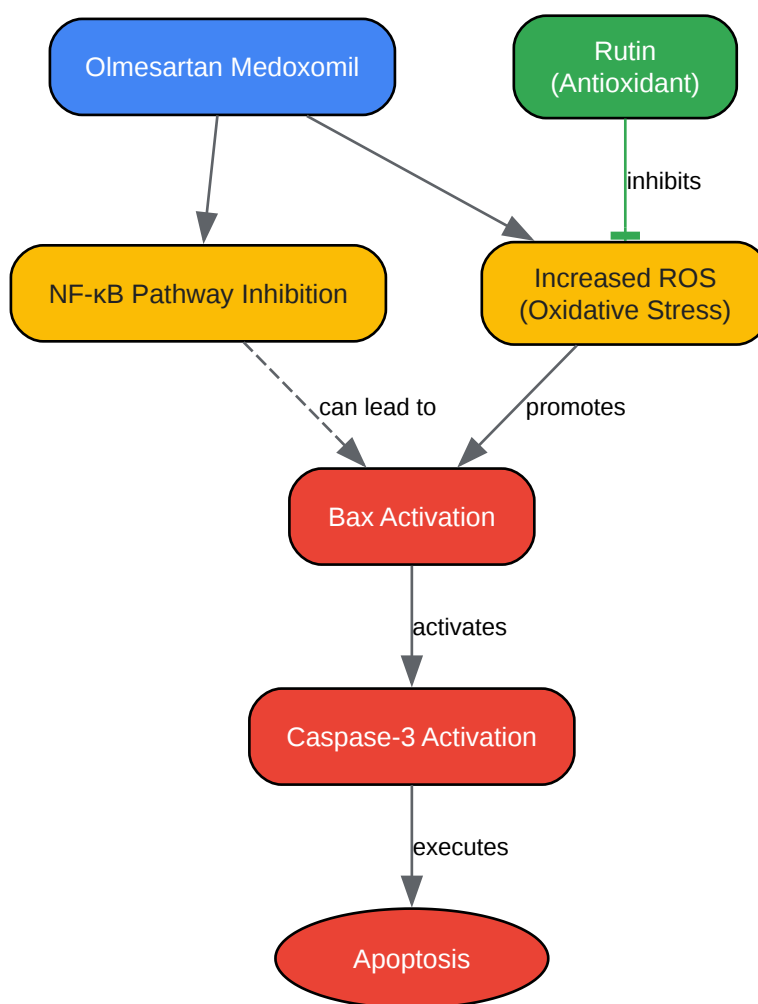 Olmesartan Medoxomil
Rutin
(Antioxidant)
inhibits
NF-κB Pathway Inhibition
Increased ROS
(Oxidative Stress)
can lead to
promotes
Bax Activation
activates
Caspase-3 Activation
executes
Apoptosis